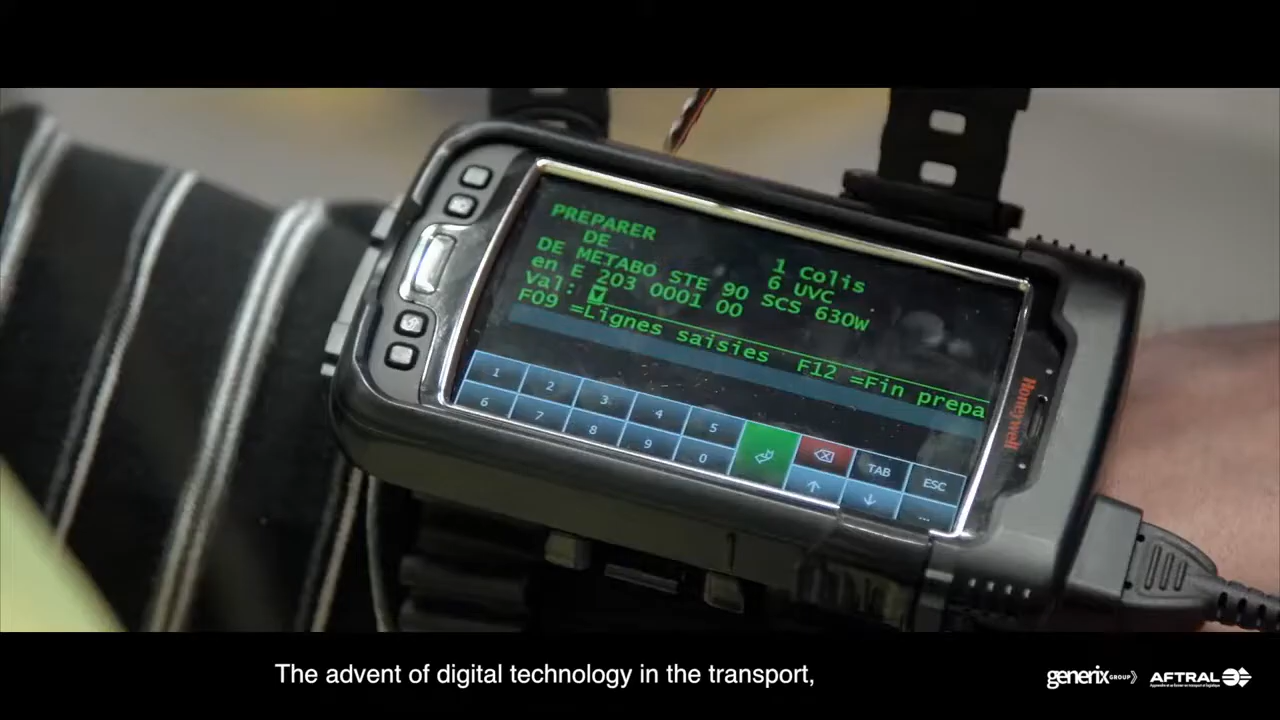 PREPARER
DE 1 Colis
DE METABO STE 90 6 UVC
en E 203 0001 00 SCS 630W
Val:
F09 =Lignes saisies F12 =Fin prepa
1 2 3 4 5
6 7 8 9 0
TAB ESC
...
Honeywell
The advent of digital technology in the transport,
generix GROUP
AFTRAL